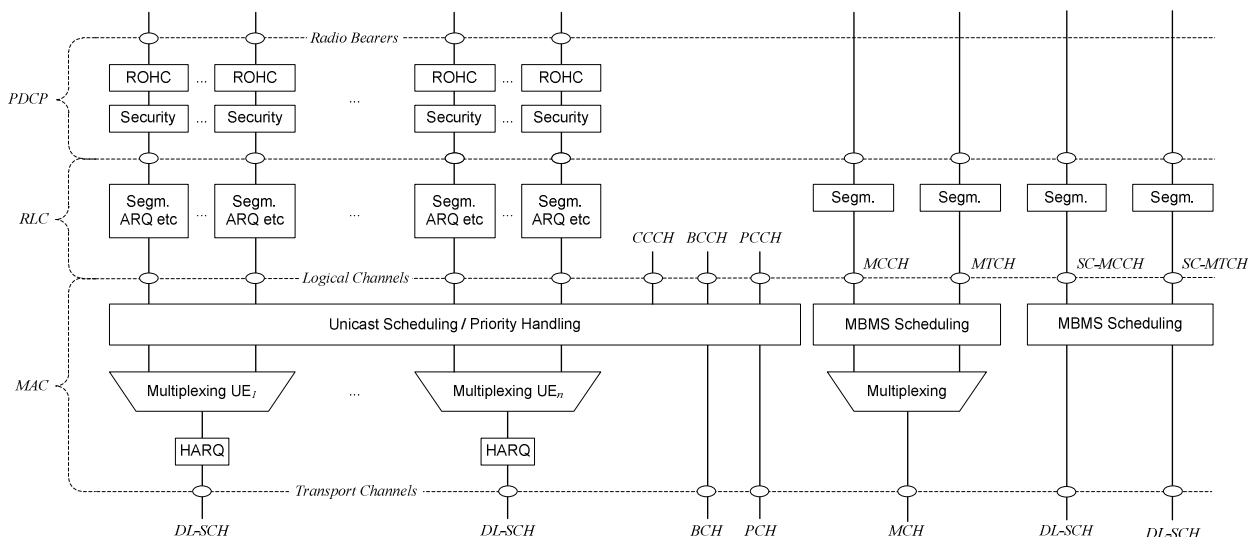 Radio Bearers
ROHC ... ROHC ROHC ... ROHC
PDCP ...
Security ... Security Security ... Security
Segm. ARQ etc ... Segm. ARQ etc ... Segm. ARQ etc ... Segm. ARQ etc Segm. Segm. Segm. Segm.
RLC
CCCH BCCH PCCH
MCCH MTCH SC-MCCH SC-MTCH
Logical Channels
Unicast Scheduling / Priority Handling MBMS Scheduling MBMS Scheduling
MAC
Multiplexing UE1 ... Multiplexing UEn Multiplexing
HARQ HARQ
Transport Channels
DL-SCH DL-SCH BCH PCH MCH DL-SCH DL-SCH